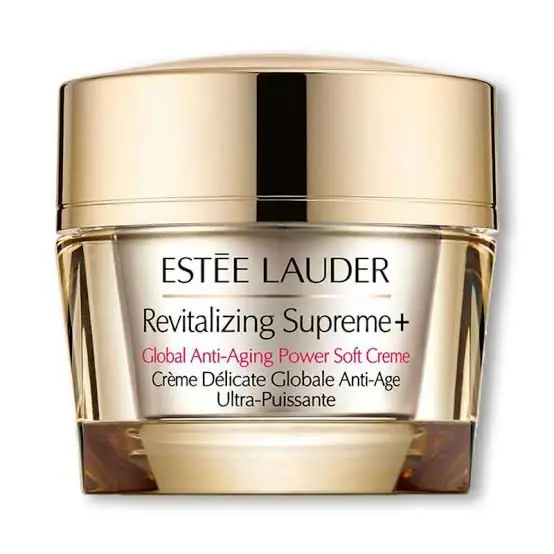 ESTĒE LAUDER
Revitalizing Supreme+
Global Anti-Aging Power Soft Creme
Crème Délicate Globale Anti-Age
Ultra-Puissante